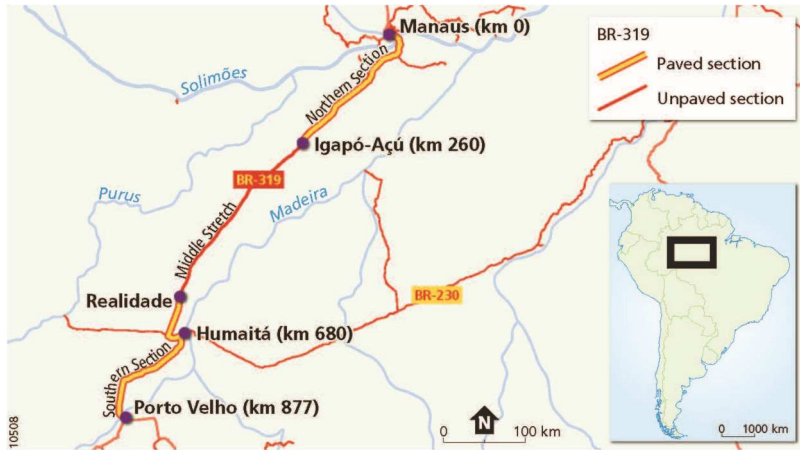 Manaus (km 0)
BR-319
Paved section
Unpaved section
Solimões
Northern Section
Igapó-Açú (km 260)
BR-319
Purus
Madeira
Middle Stretch
Realidade
BR-230
Humaitá (km 680)
Southern Section
Porto Velho (km 877)
N
0 100 km
0 1000 km
10508